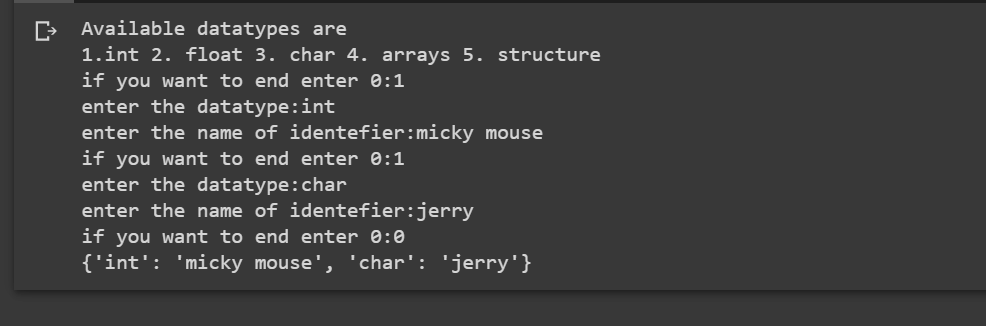 Available datatypes are
1.int 2. float 3. char 4. arrays 5. structure
if you want to end enter 0:1
enter the datatype:int
enter the name of identefier:micky mouse
if you want to end enter 0:1
enter the datatype:char
enter the name of identefier:jerry
if you want to end enter 0:0
{'int': 'micky mouse', 'char': 'jerry'}